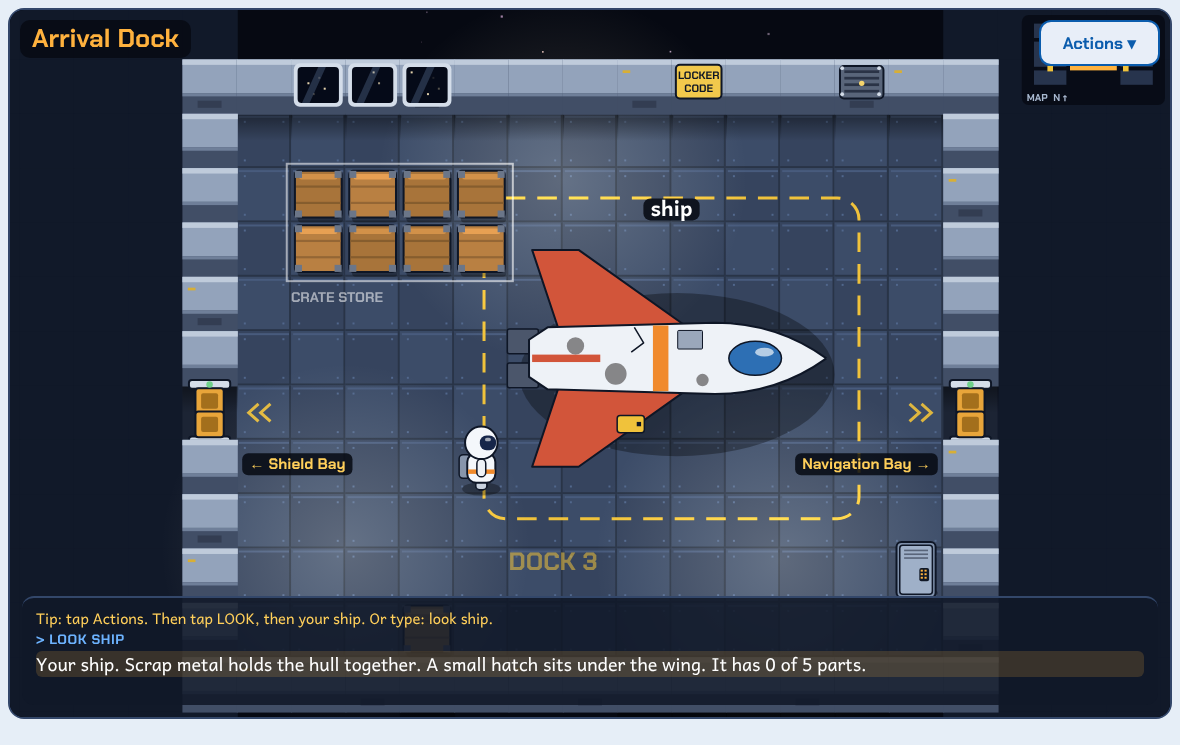 Arrival Dock
LOCKER
CODE
Actions ▾
MAP N↑
ship
CRATE STORE
← Shield Bay
Navigation Bay →
DOCK 3
Tip: tap Actions. Then tap LOOK, then your ship. Or type: look ship.
> LOOK SHIP
Your ship. Scrap metal holds the hull together. A small hatch sits under the wing. It has 0 of 5 parts.